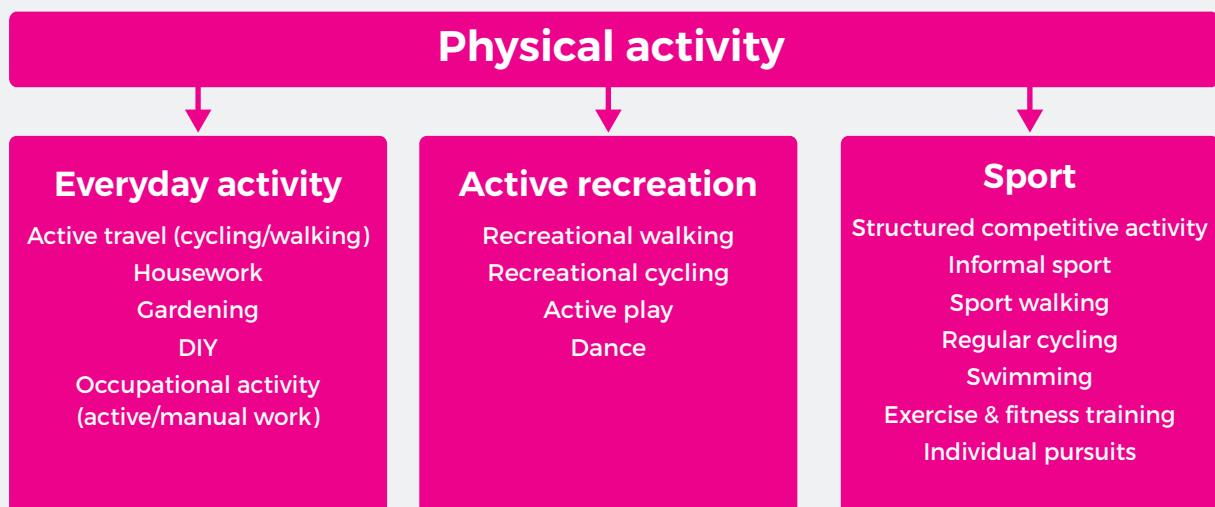 Physical activity
Everyday activity
Active travel (cycling/walking)
Housework
Gardening
DIY
Occupational activity
(active/manual work)
Active recreation
Recreational walking
Recreational cycling
Active play
Dance
Sport
Structured competitive activity
Informal sport
Sport walking
Regular cycling
Swimming
Exercise & fitness training
Individual pursuits